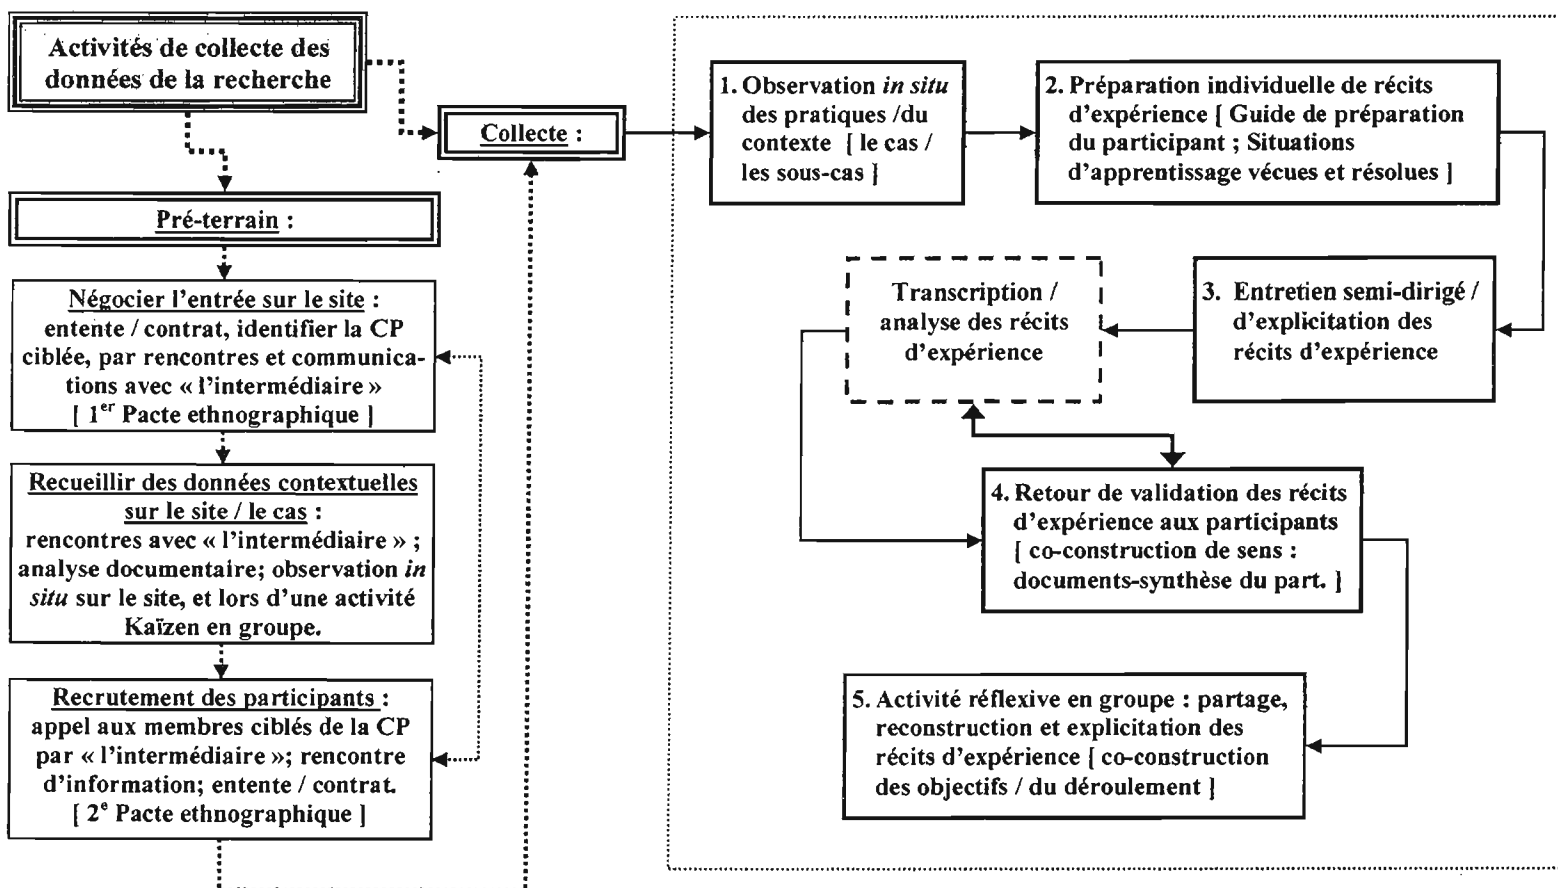 Activités de collecte des
données de la recherche
Collecte :
Pré-terrain :
Négocier l'entrée sur le site :
entente / contrat, identifier la CP
ciblée, par rencontres et communica-
tions avec « l'intermédiaire »
[ 1er Pacte ethnographique ]
Recueillir des données contextuelles
sur le site / le cas :
rencontres avec « l'intermédiaire » ;
analyse documentaire; observation in
situ sur le site, et lors d'une activité
Kaïzen en groupe.
Recrutement des participants :
appel aux membres ciblés de la CP
par « l'intermédiaire »; rencontre
d'information; entente / contrat.
[ 2e Pacte ethnographique ]
1. Observation in situ
des pratiques /du
contexte [ le cas /
les sous-cas ]
2. Préparation individuelle de récits
d'expérience [ Guide de préparation
du participant ; Situations
d'apprentissage vécues et résolues ]
3. Entretien semi-dirigé /
d'explicitation des
récits d'expérience
Transcription /
analyse des récits
d'expérience
4. Retour de validation des récits
d'expérience aux participants
[ co-construction de sens :
documents-synthèse du part. ]
5. Activité réflexive en groupe : partage,
reconstruction et explicitation des
récits d'expérience [ co-construction
des objectifs / du déroulement ]